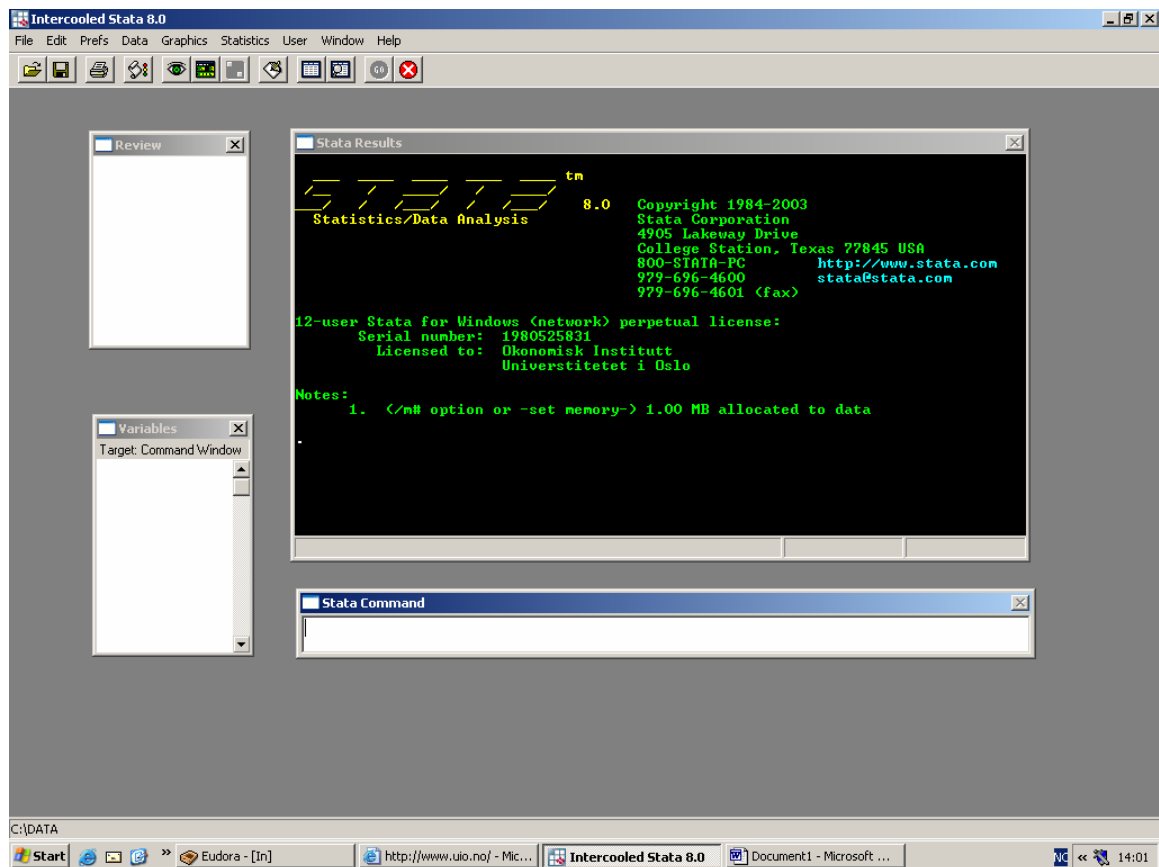 Intercooled Stata 8.0
File Edit Prefs Data Graphics Statistics User Window Help
GO
Review
Stata Results
STATA tm
8.0 Copyright 1984-2003
Statistics/Data Analysis Stata Corporation
4905 Lakeway Drive
College Station, Texas 77845 USA
800-STATA-PC http://www.stata.com
979-696-4600 stata@stata.com
979-696-4601 (fax)
12-user Stata for Windows (network) perpetual license:
Serial number: 1980525831
Licensed to: Okonomisk Institutt
Universtitetet i Oslo
Notes:
1. (/m# option or -set memory-) 1.00 MB allocated to data
.
Variables
Target: Command Window
Stata Command
C:\DATA
Start » Eudora - [In] http://www.uio.no/ - Mic... Intercooled Stata 8.0 Document1 - Microsoft ... NO « 14:01